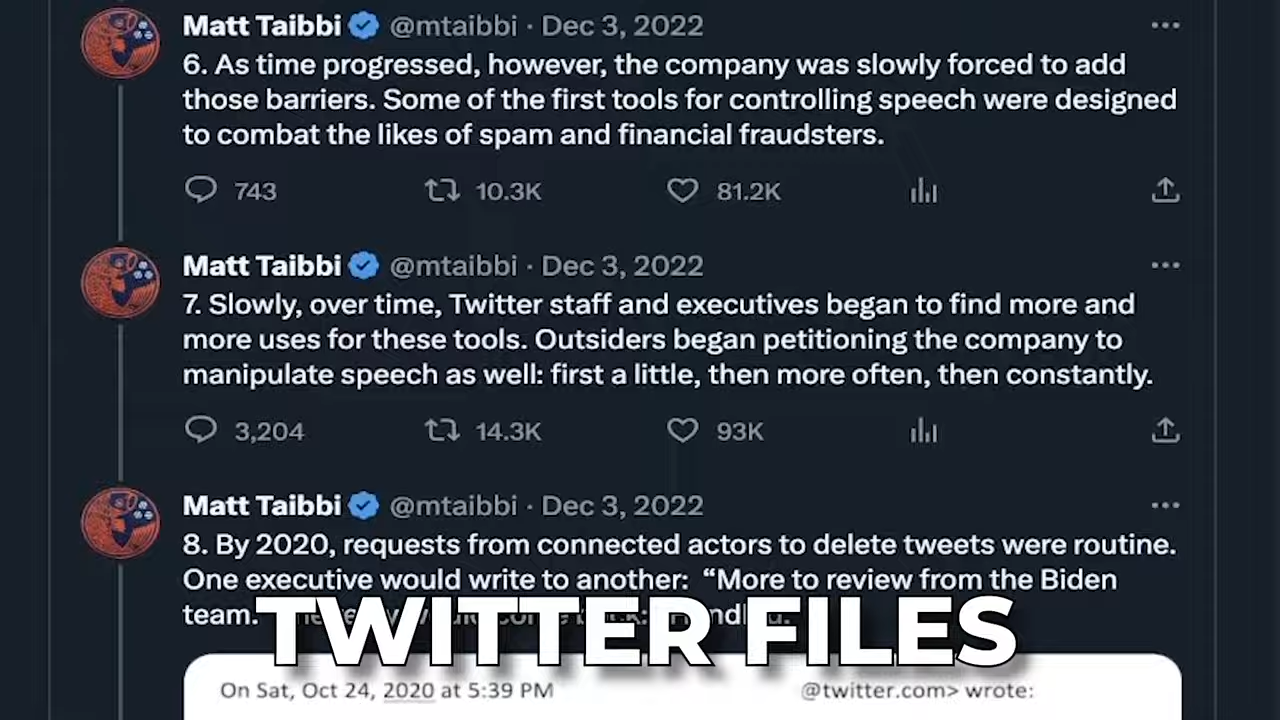 Matt Taibbi @mtaibbi · Dec 3, 2022
6. As time progressed, however, the company was slowly forced to add
those barriers. Some of the first tools for controlling speech were designed
to combat the likes of spam and financial fraudsters.
743 10.3K 81.2K
Matt Taibbi @mtaibbi · Dec 3, 2022
7. Slowly, over time, Twitter staff and executives began to find more and
more uses for these tools. Outsiders began petitioning the company to
manipulate speech as well: first a little, then more often, then constantly.
3,204 14.3K 93K
Matt Taibbi @mtaibbi · Dec 3, 2022
8. By 2020, requests from connected actors to delete tweets were routine.
One executive would write to another: “More to review from the Biden
team.
TWITTER FILES
On Sat, Oct 24, 2020 at 5:39 PM @twitter.com> wrote: